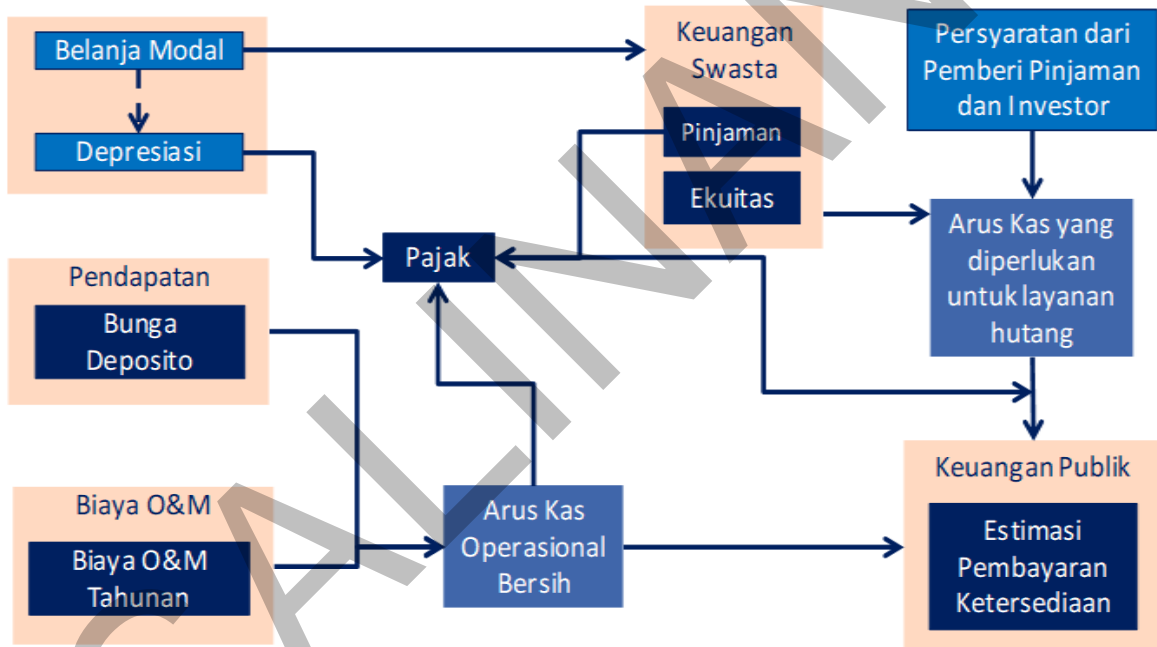 Belanja Modal
Depresiasi
Keuangan
Swasta
Pinjaman
Ekuitas
Persyaratan dari
Pemberi Pinjaman
dan Investor
Pajak
Arus Kas yang
diperlukan
untuk layanan
hutang
Pendapatan
Bunga
Deposito
Biaya O&M
Biaya O&M
Tahunan
Arus Kas
Operasional
Bersih
Keuangan Publik
Estimasi
Pembayaran
Ketersediaan